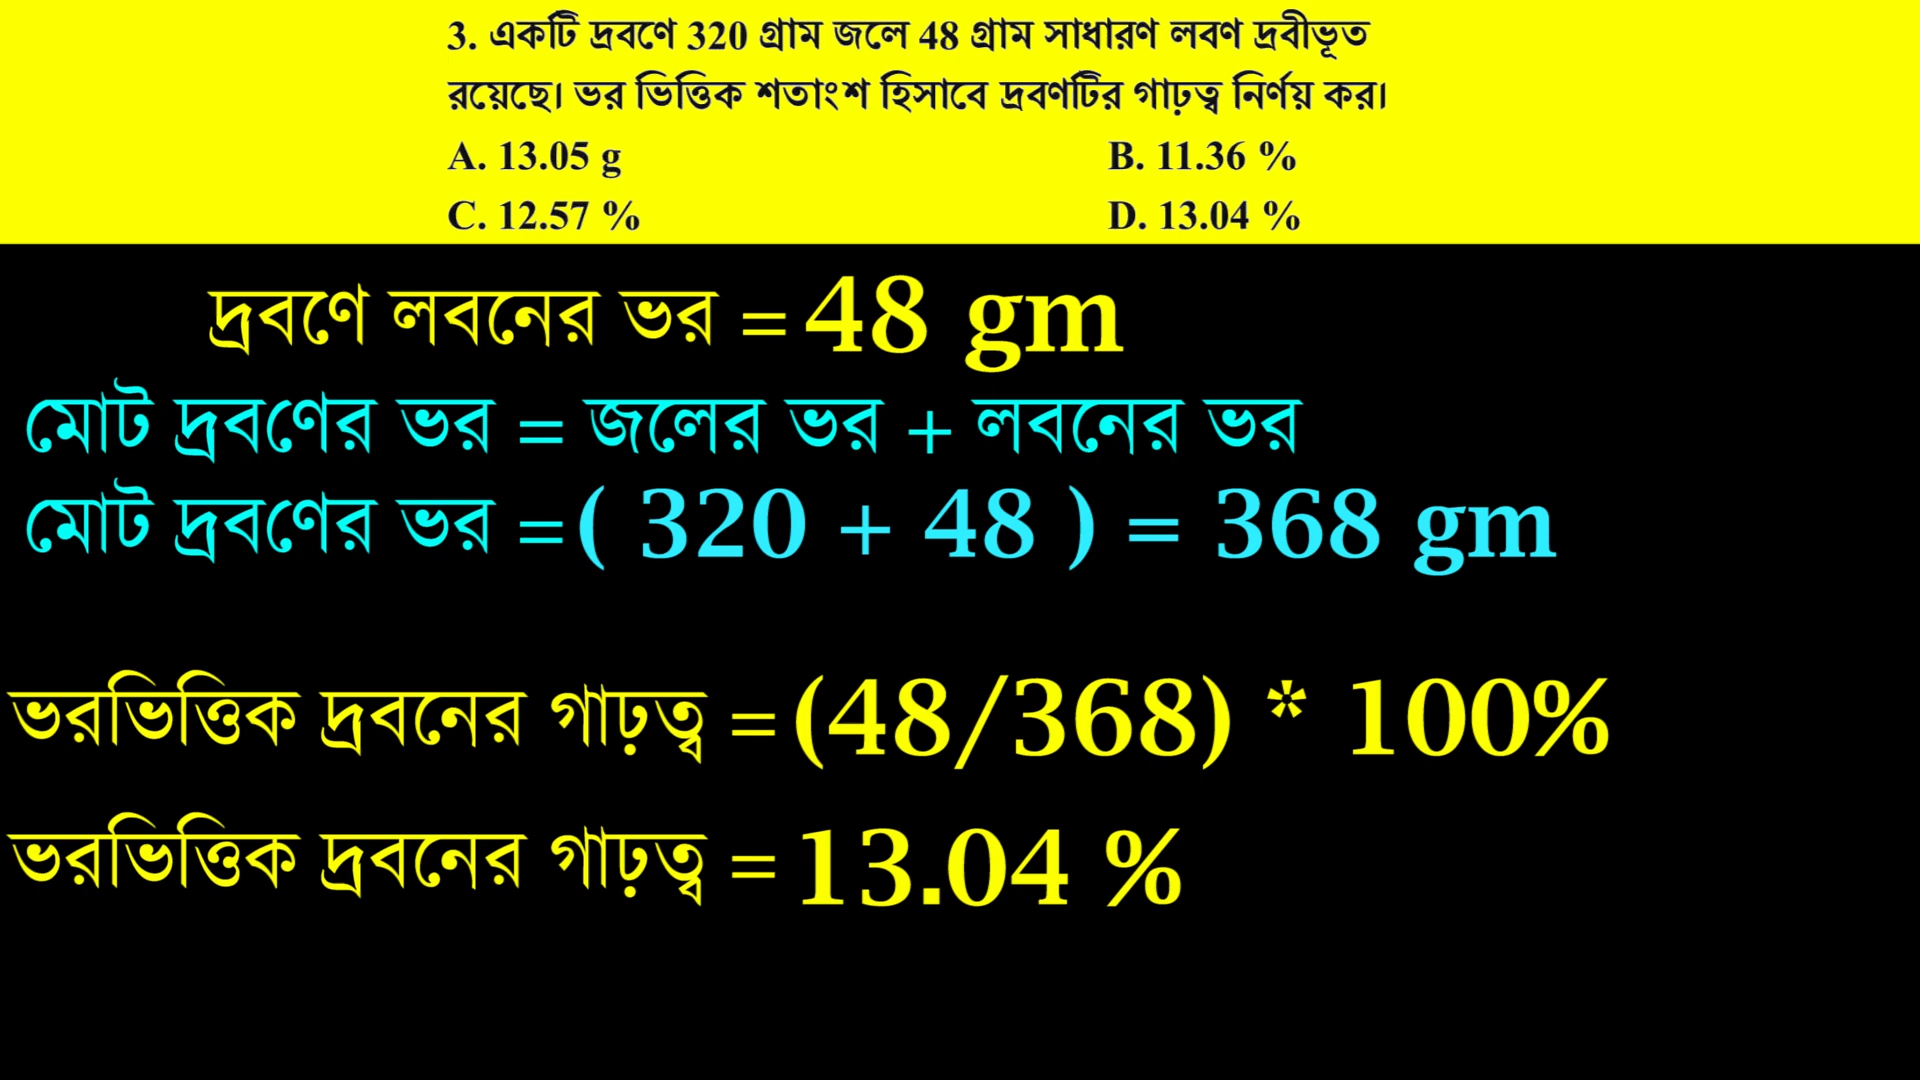 3. একটি দ্রবণে 320 গ্রাম জলে 48 গ্রাম সাধারণ লবণ দ্রবীভূত
রয়েছে। ভর ভিত্তিক শতাংশ হিসাবে দ্রবণটির গাঢ়ত্ব নির্ণয় কর।
A. 13.05 g B. 11.36 %
C. 12.57 % D. 13.04 %
দ্রবণে লবনের ভর = 48 gm
মোট দ্রবণের ভর = জলের ভর + লবনের ভর
মোট দ্রবণের ভর = ( 320 + 48 ) = 368 gm
ভরভিত্তিক দ্রবনের গাঢ়ত্ব = (48/368) * 100%
ভরভিত্তিক দ্রবনের গাঢ়ত্ব = 13.04 %